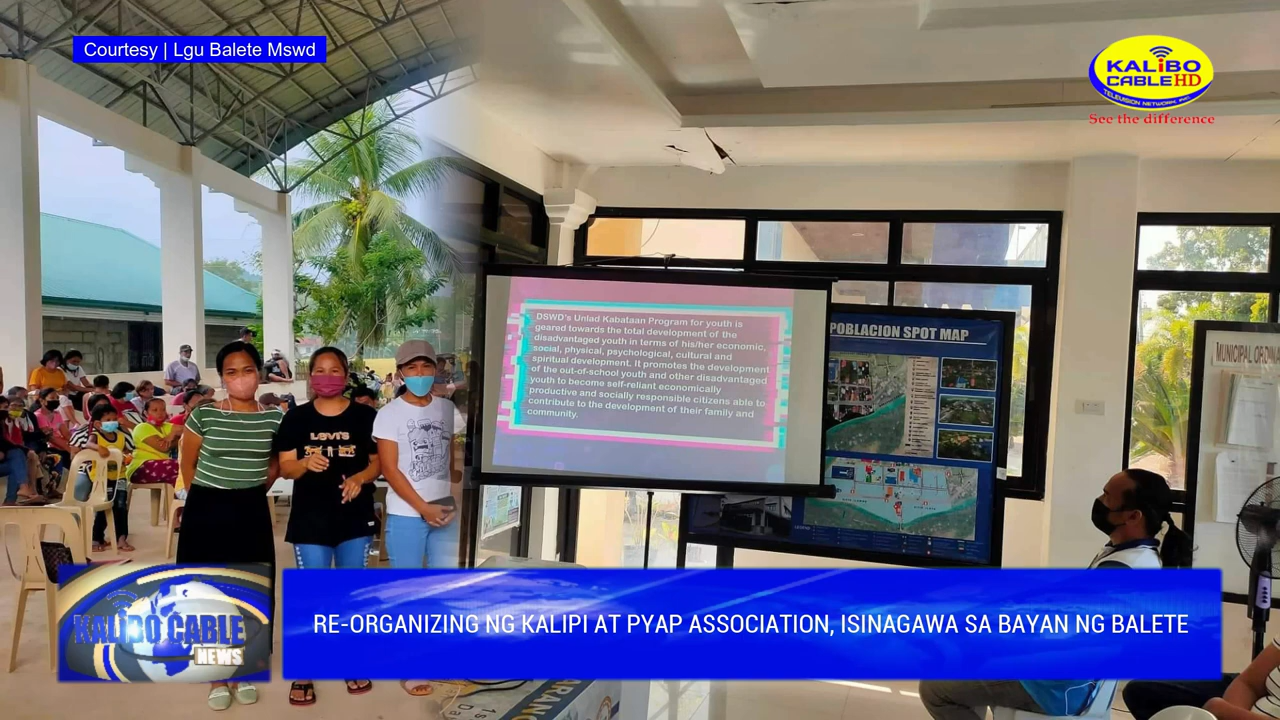 Courtesy | Lgu Balete Mswd
KALiBO
CABLE HD
TELEVISION NETWORK, INC.
See the difference
DSWD's Unlad Kabataan Program for youth is
geared towards the total development of the
disadvantaged youth in terms of his/her economic,
social, physical, psychological, cultural and
spiritual development. It promotes the development
of the out-of-school youth and other disadvantaged
youth to become self-reliant economically
productive and socially responsible citizens able to
contribute to the development of their family and
community.
POBLACION SPOT MAP
MUNICIPAL
LEVI'S
KALIBO CABLE
NEWS
RE-ORGANIZING NG KALIPI AT PYAP ASSOCIATION, ISINAGAWA SA BAYAN NG BALETE